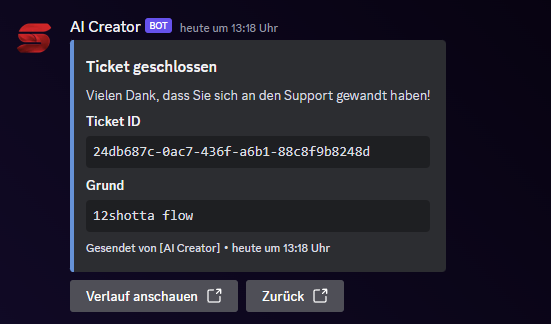 AI Creator BOT heute um 13:18 Uhr
Ticket geschlossen
Vielen Dank, dass Sie sich an den Support gewandt haben!
Ticket ID
24db687c-0ac7-436f-a6b1-88c8f9b8248d
Grund
12shotta flow
Gesendet von [AI Creator] • heute um 13:18 Uhr
Verlauf anschauen Zurück